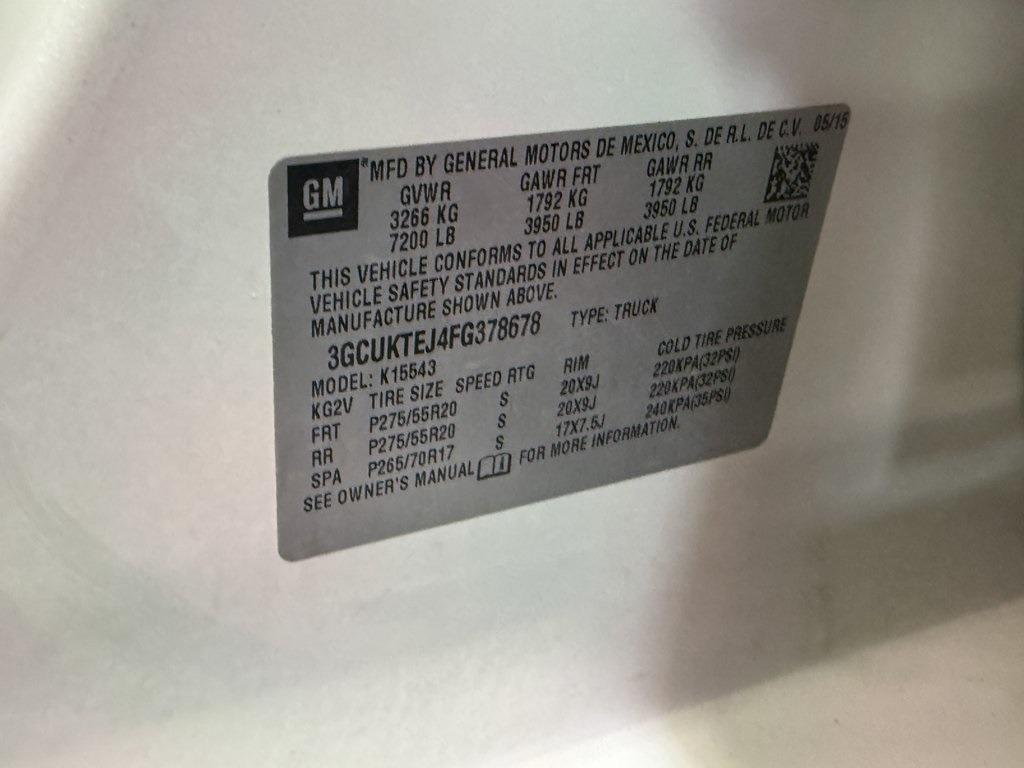 GM
*MFD BY GENERAL MOTORS DE MEXICO, S. DE R.L. DE C.V. 05/15
GVWR GAWR FRT GAWR RR
3266 KG 1792 KG 1792 KG
7200 LB 3950 LB 3950 LB
THIS VEHICLE CONFORMS TO ALL APPLICABLE U.S. FEDERAL MOTOR
VEHICLE SAFETY STANDARDS IN EFFECT ON THE DATE OF
MANUFACTURE SHOWN ABOVE.
3GCUKTEJ4FG378678 TYPE: TRUCK
MODEL: K15543
KG2V TIRE SIZE SPEED RTG RIM COLD TIRE PRESSURE
FRT P275/55R20 S 20X9J 220KPA(32PSI)
RR P275/55R20 S 20X9J 220KPA(32PSI)
SPA P265/70R17 S 17X7.5J 240KPA(35PSI)
SEE OWNER'S MANUAL FOR MORE INFORMATION.